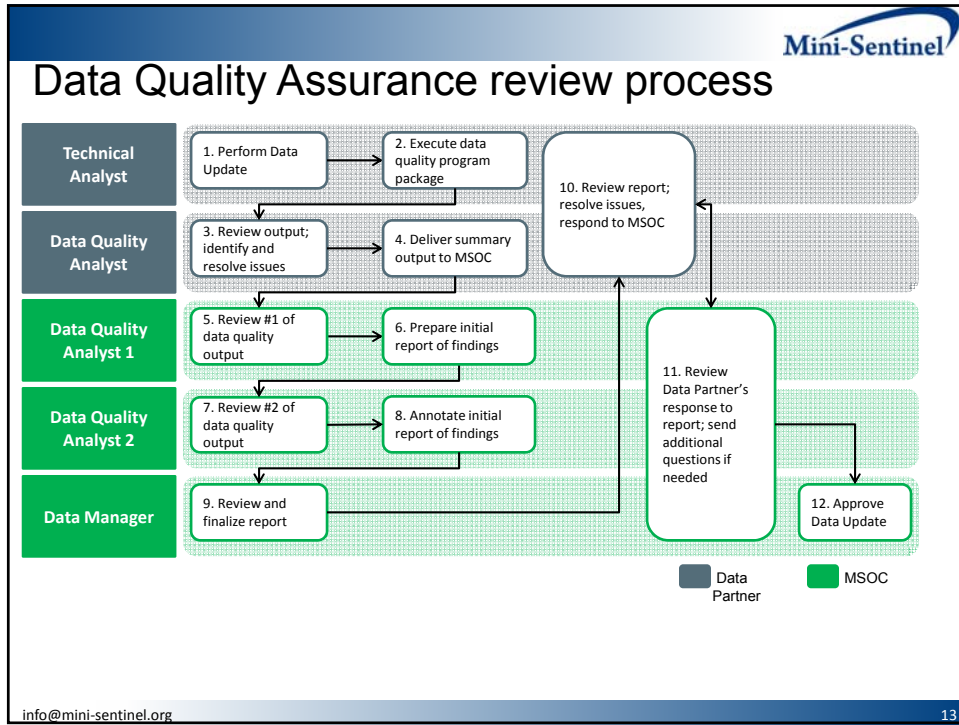 Mini-Sentinel
Data Quality Assurance review process
Technical
Analyst
1. Perform Data
Update
2. Execute data
quality program
package
10. Review report;
resolve issues,
respond to MSOC
Data Quality
Analyst
3. Review output;
identify and
resolve issues
4. Deliver summary
output to MSOC
Data Quality
Analyst 1
5. Review #1 of
data quality
output
6. Prepare initial
report of findings
11. Review
Data Partner’s
response to
report; send
additional
questions if
needed
Data Quality
Analyst 2
7. Review #2 of
data quality
output
8. Annotate initial
report of findings
Data Manager
9. Review and
finalize report
12. Approve
Data Update
Data
Partner
MSOC
info@mini-sentinel.org
13